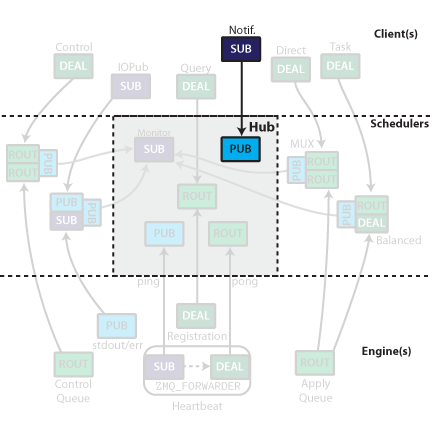 Notif.
Client(s)
SUB
Control
DEAL
IOPub
SUB
Query
DEAL
Direct
DEAL
Task
DEAL
Schedulers
Hub
Monitor
SUB
PUB
MUX
ROUT
ROUT
PUB
ROUT
ROUT
PUB
PUB
SUB
PUB
ROUT
PUB
ROUT
DEAL
PUB
ROUT
Balanced
ping
pong
DEAL
Registration
PUB
stdout/err
Engine(s)
ROUT
Control
Queue
SUB
DEAL
ZMQ_FORWARDER
Heartbeat
ROUT
Apply
Queue